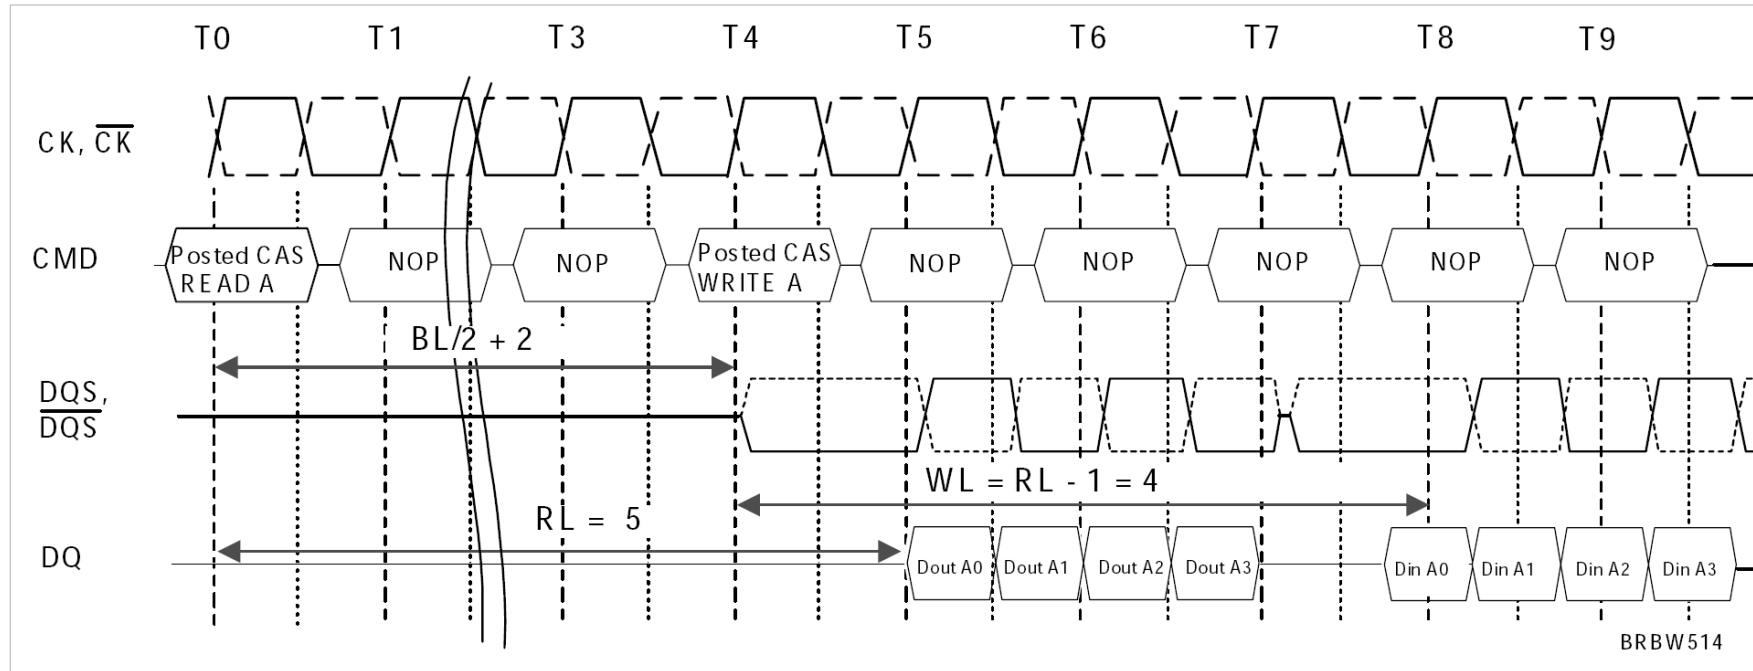 T0 T1 T3 T4 T5 T6 T7 T8 T9
CK, CK
CMD
Posted CAS
READ A
NOP
NOP
Posted CAS
WRITE A
NOP
NOP
NOP
NOP
NOP
BL/2 + 2
DQS,
DQS
WL = RL - 1 = 4
RL = 5
DQ
Dout A0 Dout A1 Dout A2 Dout A3 Din A0 Din A1 Din A2 Din A3
BRBW514